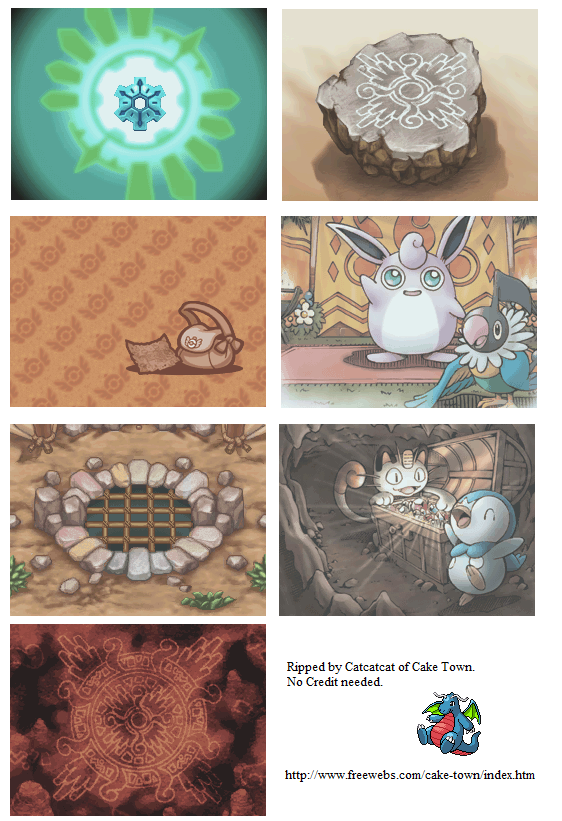 Ripped by Catcatcat of Cake Town.
No Credit needed.
http://www.freewebs.com/cake-town/index.htm